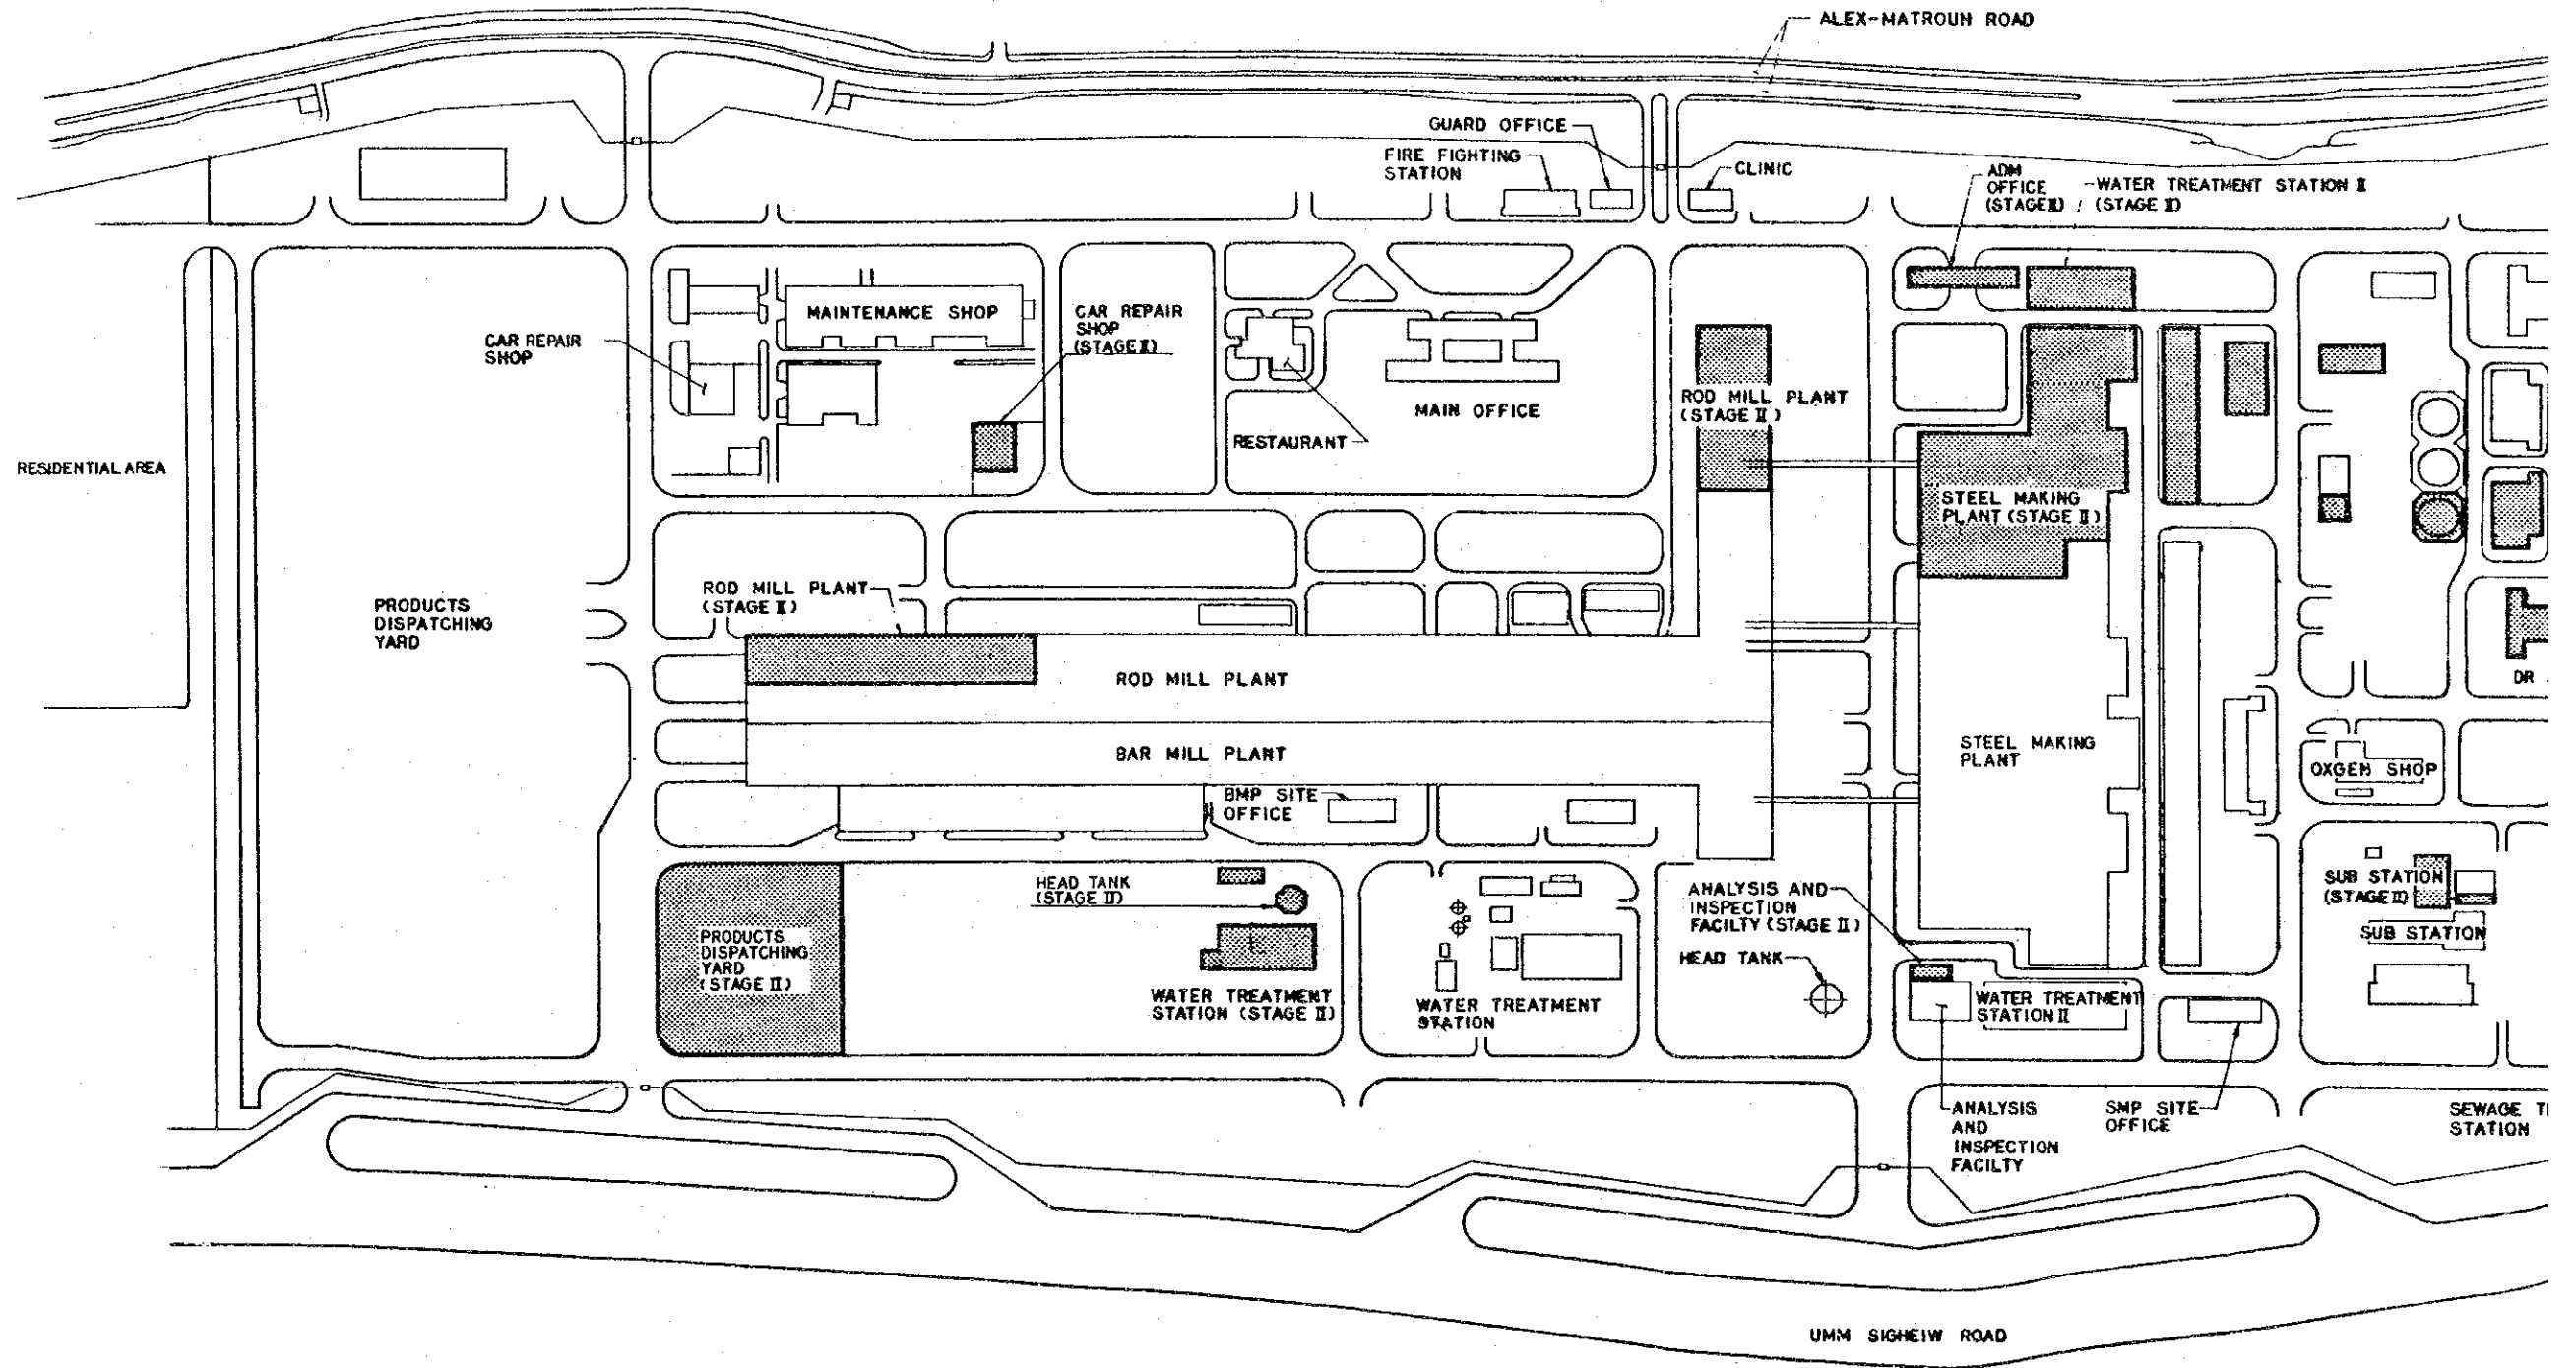 ALEX-MATROUH ROAD
GUARD OFFICE
FIRE FIGHTING
STATION
CLINIC
ADM
OFFICE
(STAGE II)
WATER TREATMENT STATION II
(STAGE II)
MAINTENANCE SHOP
CAR REPAIR
SHOP
(STAGE II)
CAR REPAIR
SHOP
ROD MILL PLANT
(STAGE II)
MAIN OFFICE
RESTAURANT
RESIDENTIAL AREA
STEEL MAKING
PLANT (STAGE II)
ROD MILL PLANT
(STAGE II)
PRODUCTS
DISPATCHING
YARD
ROD MILL PLANT
DR
BAR MILL PLANT
STEEL MAKING
PLANT
OXGEN SHOP
BMP SITE
OFFICE
HEAD TANK
(STAGE II)
ANALYSIS AND
INSPECTION
FACILTY (STAGE II)
SUB STATION
(STAGE II)
SUB STATION
PRODUCTS
DISPATCHING
YARD
(STAGE II)
HEAD TANK
WATER TREATMENT
STATION (STAGE II)
WATER TREATMENT
STATION
WATER TREATMENT
STATION II
ANALYSIS
AND
INSPECTION
FACILTY
SMP SITE
OFFICE
SEWAGE
STATION
UMM SIGHEIW ROAD